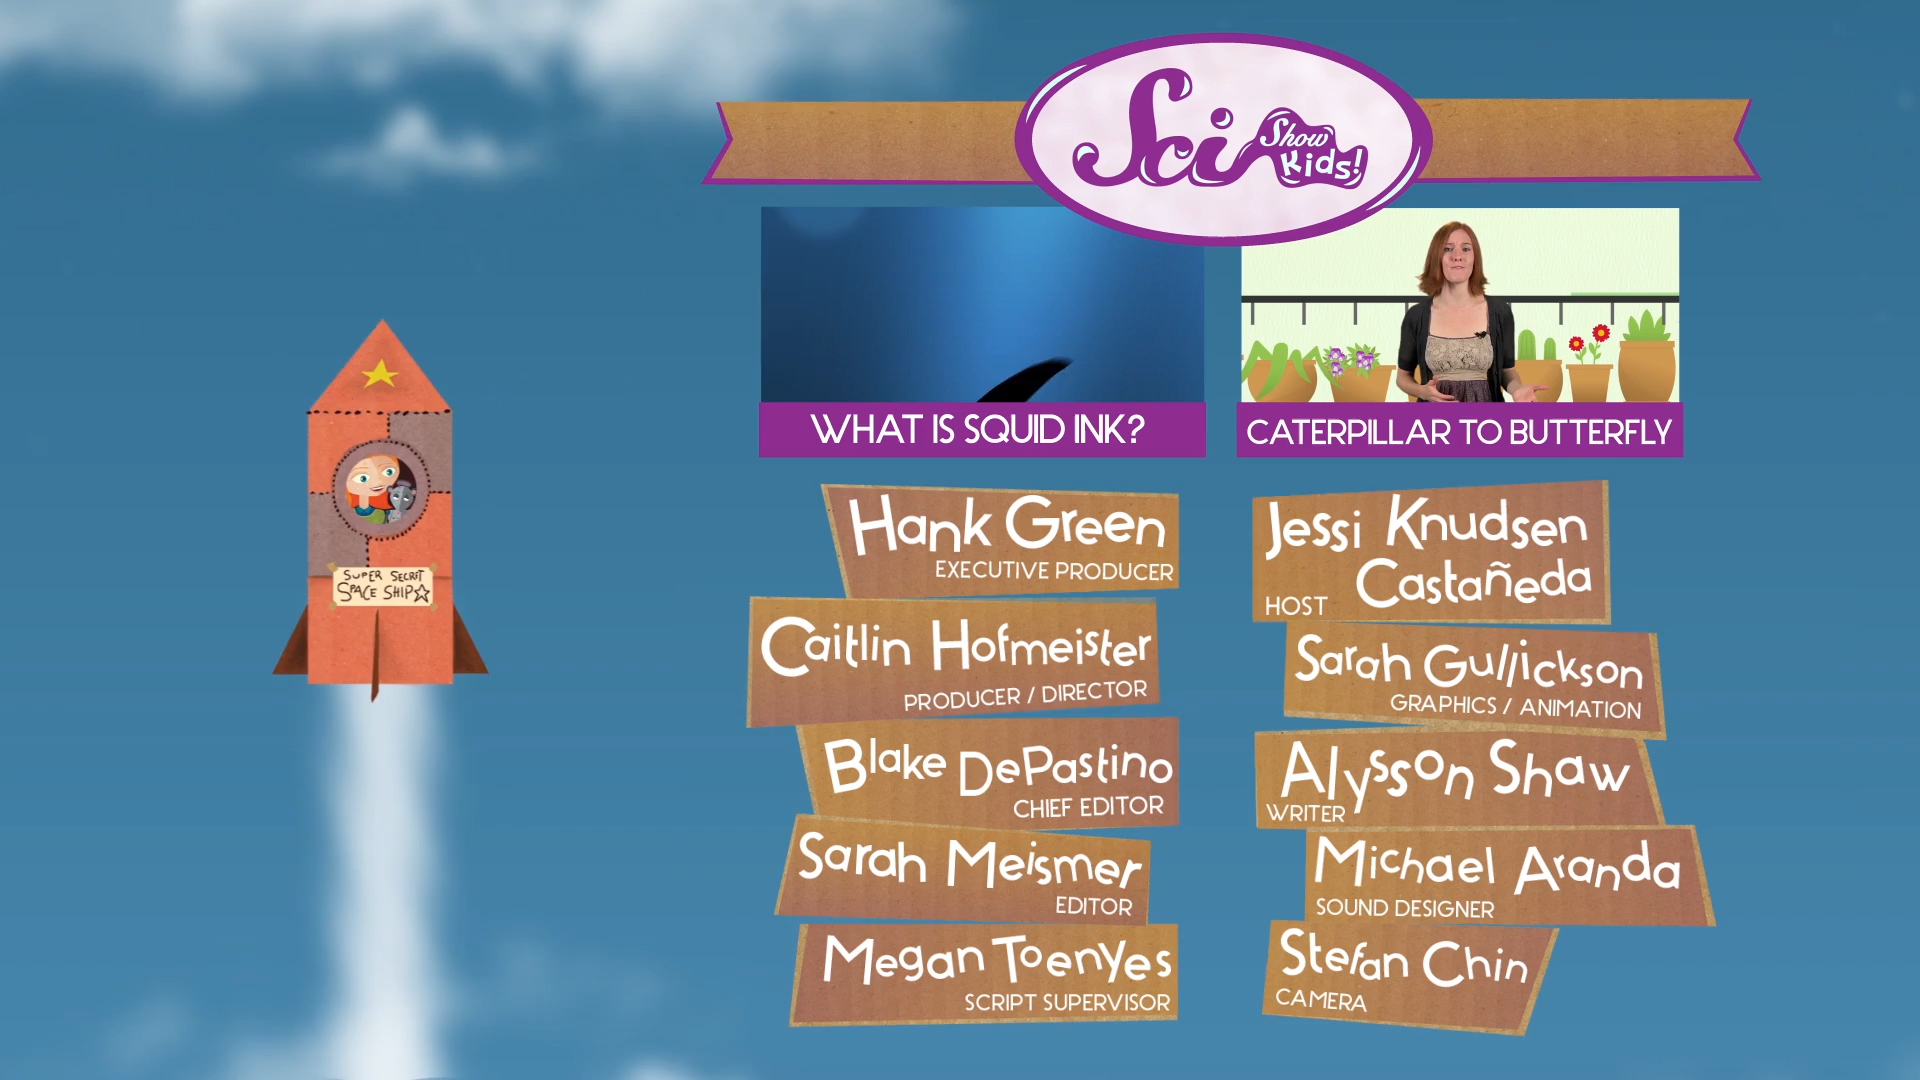 Sci Show Kids!
WHAT IS SQUID INK?
CATERPILLAR TO BUTTERFLY
SUPER SECRET
SPACE SHIP
Hank Green
EXECUTIVE PRODUCER
Caitlin Hofmeister
PRODUCER / DIRECTOR
Blake DePastino
CHIEF EDITOR
Sarah Meismer
EDITOR
Megan Toenyes
SCRIPT SUPERVISOR
Jessi Knudsen
Castañeda
HOST
Sarah Gullickson
GRAPHICS / ANIMATION
Alysson Shaw
WRITER
Michael Aranda
SOUND DESIGNER
Stefan Chin
CAMERA